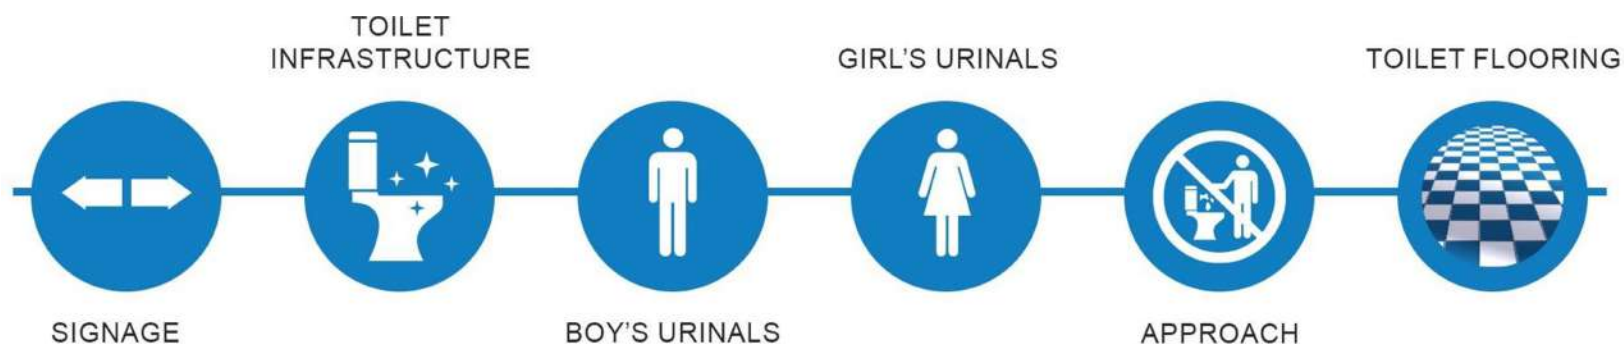 TOILET
INFRASTRUCTURE
GIRL'S URINALS
TOILET FLOORING
SIGNAGE
BOY'S URINALS
APPROACH